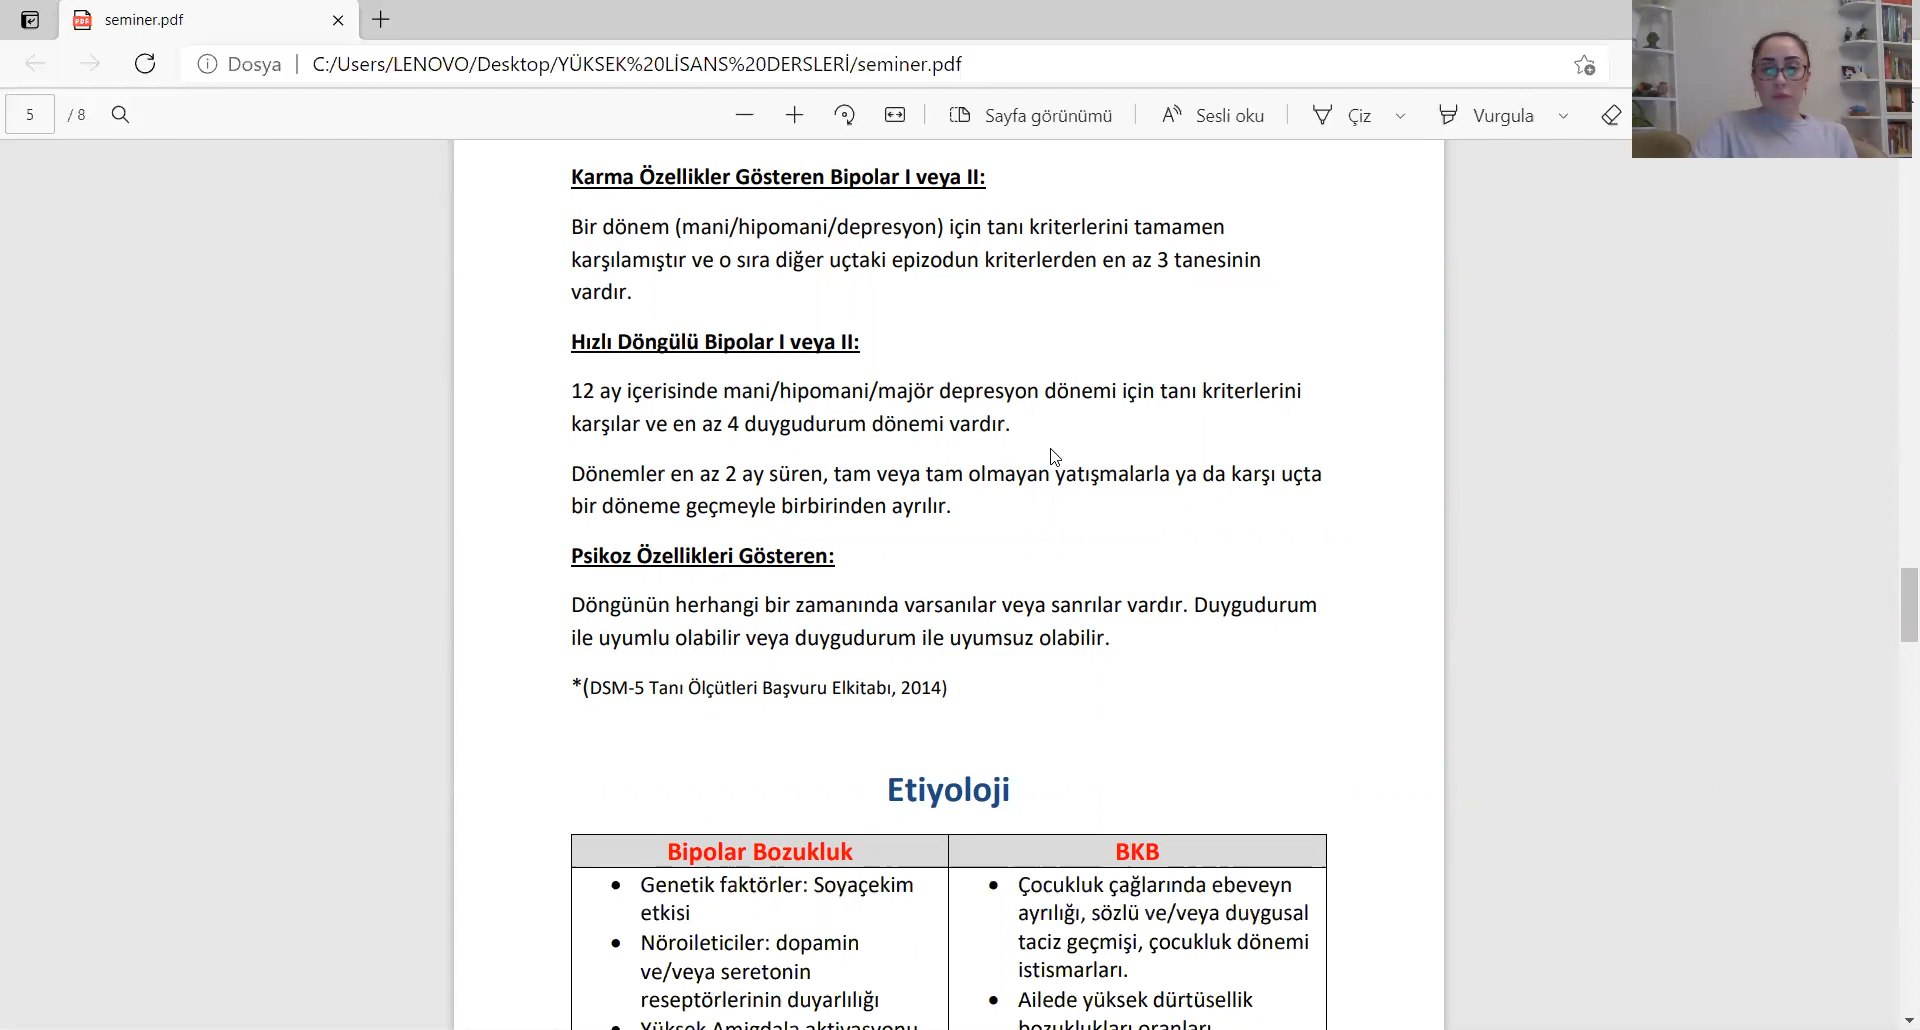 seminer.pdf
Dosya | C:/Users/LENOVO/Desktop/YÜKSEK%20LİSANS%20DERSLERİ/seminer.pdf
5 / 8 Sayfa görünümü Sesli oku Çiz Vurgula
Karma Özellikler Gösteren Bipolar I veya II:
Bir dönem (mani/hipomani/depresyon) için tanı kriterlerini tamamen
karşılamıştır ve o sıra diğer uçtaki epizodun kriterlerden en az 3 tanesinin
vardır.
Hızlı Döngülü Bipolar I veya II:
12 ay içerisinde mani/hipomani/majör depresyon dönemi için tanı kriterlerini
karşılar ve en az 4 duygudurum dönemi vardır.
Dönemler en az 2 ay süren, tam veya tam olmayan yatışmalarla ya da karşı uçta
bir döneme geçmeyle birbirinden ayrılır.
Psikoz Özellikleri Gösteren:
Döngünün herhangi bir zamanında varsanılar veya sanrılar vardır. Duygudurum
ile uyumlu olabilir veya duygudurum ile uyumsuz olabilir.
*(DSM-5 Tanı Ölçütleri Başvuru Elkitabı, 2014)
Etiyoloji
Bipolar Bozukluk
• Genetik faktörler: Soyaçekim
etkisi
• Nöroileticiler: dopamin
ve/veya seretonin
reseptörlerinin duyarlılığı
• Yüksek Amigdala aktivasyonu
BKB
• Çocukluk çağlarında ebeveyn
ayrılığı, sözlü ve/veya duygusal
taciz geçmişi, çocukluk dönemi
istismarları.
• Ailede yüksek dürtüsellik
bozuklukları oranları